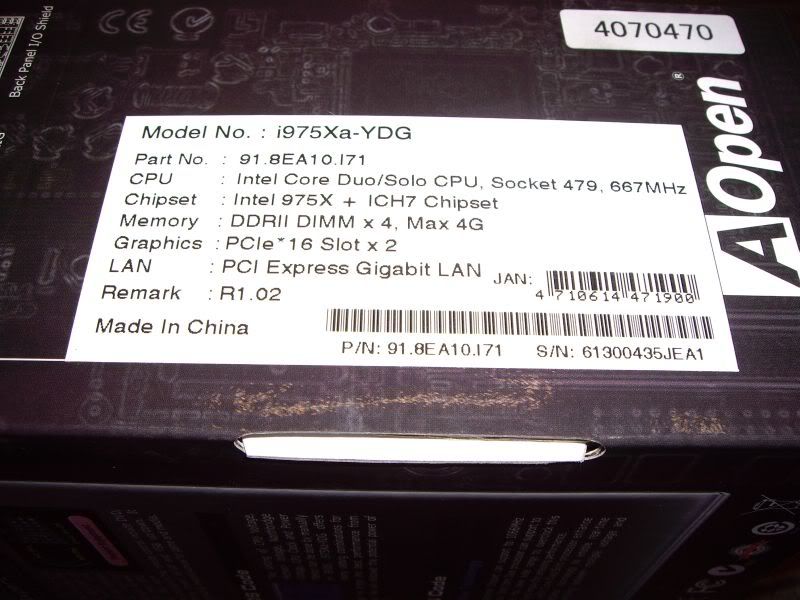 Back Panel I/O Shield
4070470
AOpen®
Model No. : i975Xa-YDG
Part No. : 91.8EA10.I71
CPU : Intel Core Duo/Solo CPU, Socket 479, 667MHz
Chipset : Intel 975X + ICH7 Chipset
Memory : DDRII DIMM x 4, Max 4G
Graphics : PCIe*16 Slot x 2
LAN : PCI Express Gigabit LAN
JAN:
4 710614 471900
Remark : R1.02
Made In China
P/N: 91.8EA10.I71 S/N: 61300435JEA1